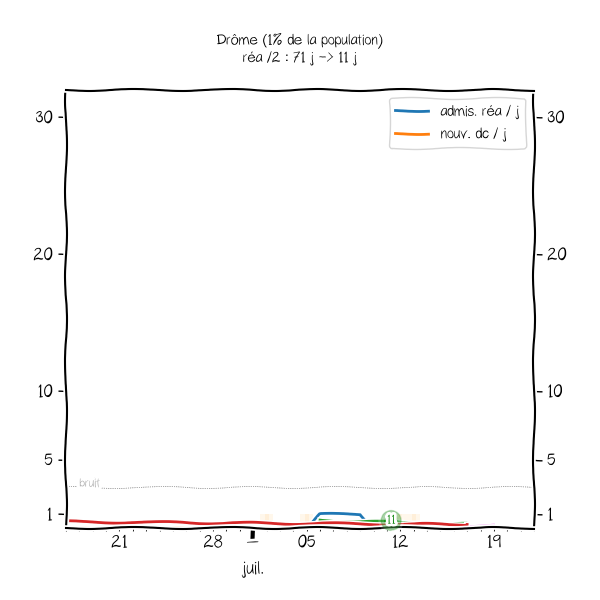 Drôme (1% de la population)
réa /2 : 71 j -> 11 j
30
30
admis. réa / j
nouv. dc / j
20
20
10
10
5
5
bruit
1
11
1
21
28
05
12
19
juil.